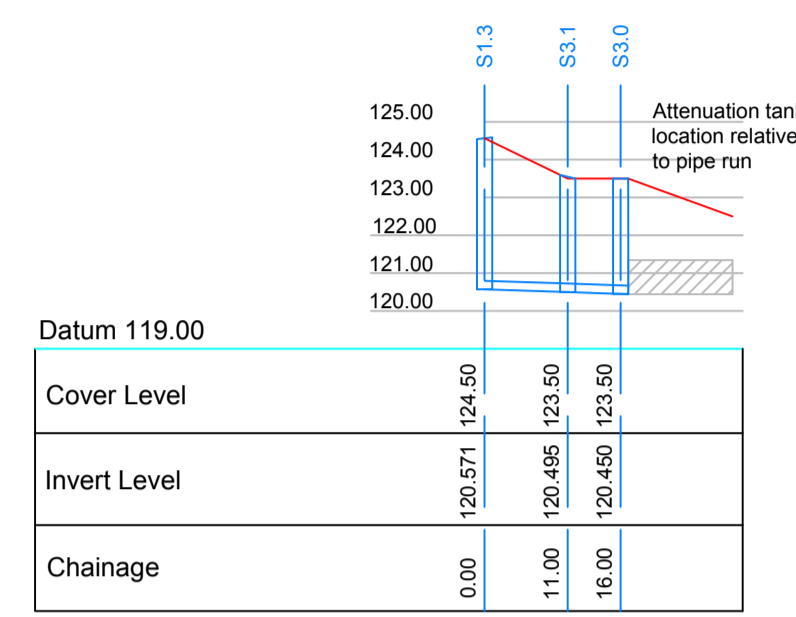 S1.3
S3.1
S3.0
125.00
124.00
123.00
122.00
121.00
120.00
Attenuation tan
location relative
to pipe run
Datum 119.00
Cover Level 124.50 123.50 123.50
Invert Level 120.571 120.495 120.450
Chainage 0.00 11.00 16.00